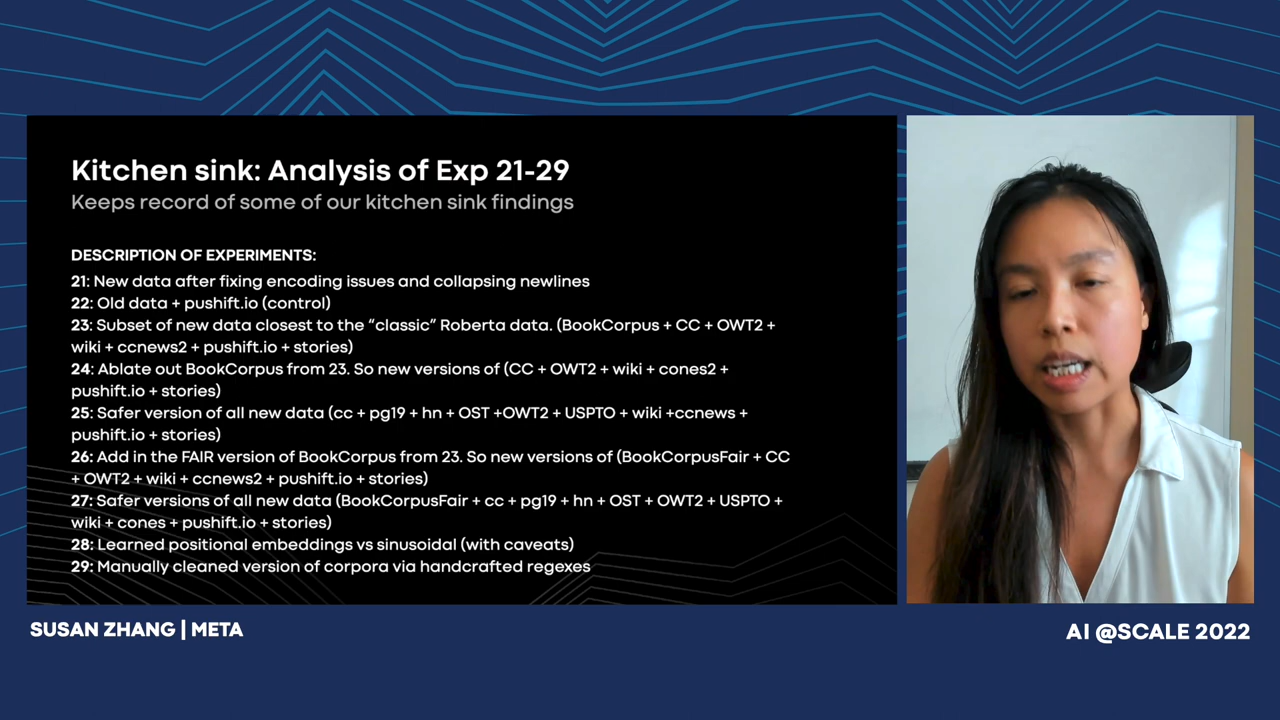 Kitchen sink: Analysis of Exp 21-29
Keeps record of some of our kitchen sink findings
DESCRIPTION OF EXPERIMENTS:
21: New data after fixing encoding issues and collapsing newlines
22: Old data + pushift.io (control)
23: Subset of new data closest to the “classic” Roberta data. (BookCorpus + CC + OWT2 +
wiki + ccnews2 + pushift.io + stories)
24: Ablate out BookCorpus from 23. So new versions of (CC + OWT2 + wiki + cones2 +
pushift.io + stories)
25: Safer version of all new data (cc + pg19 + hn + OST +OWT2 + USPTO + wiki +ccnews +
pushift.io + stories)
26: Add in the FAIR version of BookCorpus from 23. So new versions of (BookCorpusFair + CC
+ OWT2 + wiki + ccnews2 + pushift.io + stories)
27: Safer versions of all new data (BookCorpusFair + cc + pg19 + hn + OST + OWT2 + USPTO +
wiki + cones + pushift.io + stories)
28: Learned positional embeddings vs sinusoidal (with caveats)
29: Manually cleaned version of corpora via handcrafted regexes
SUSAN ZHANG | META
AI @SCALE 2022